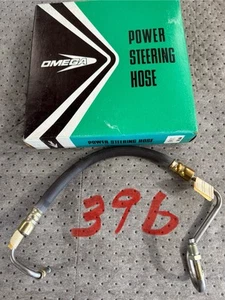 OMEGA
POWER
STEERING
HOSE
POWER STEERING HOSE
396